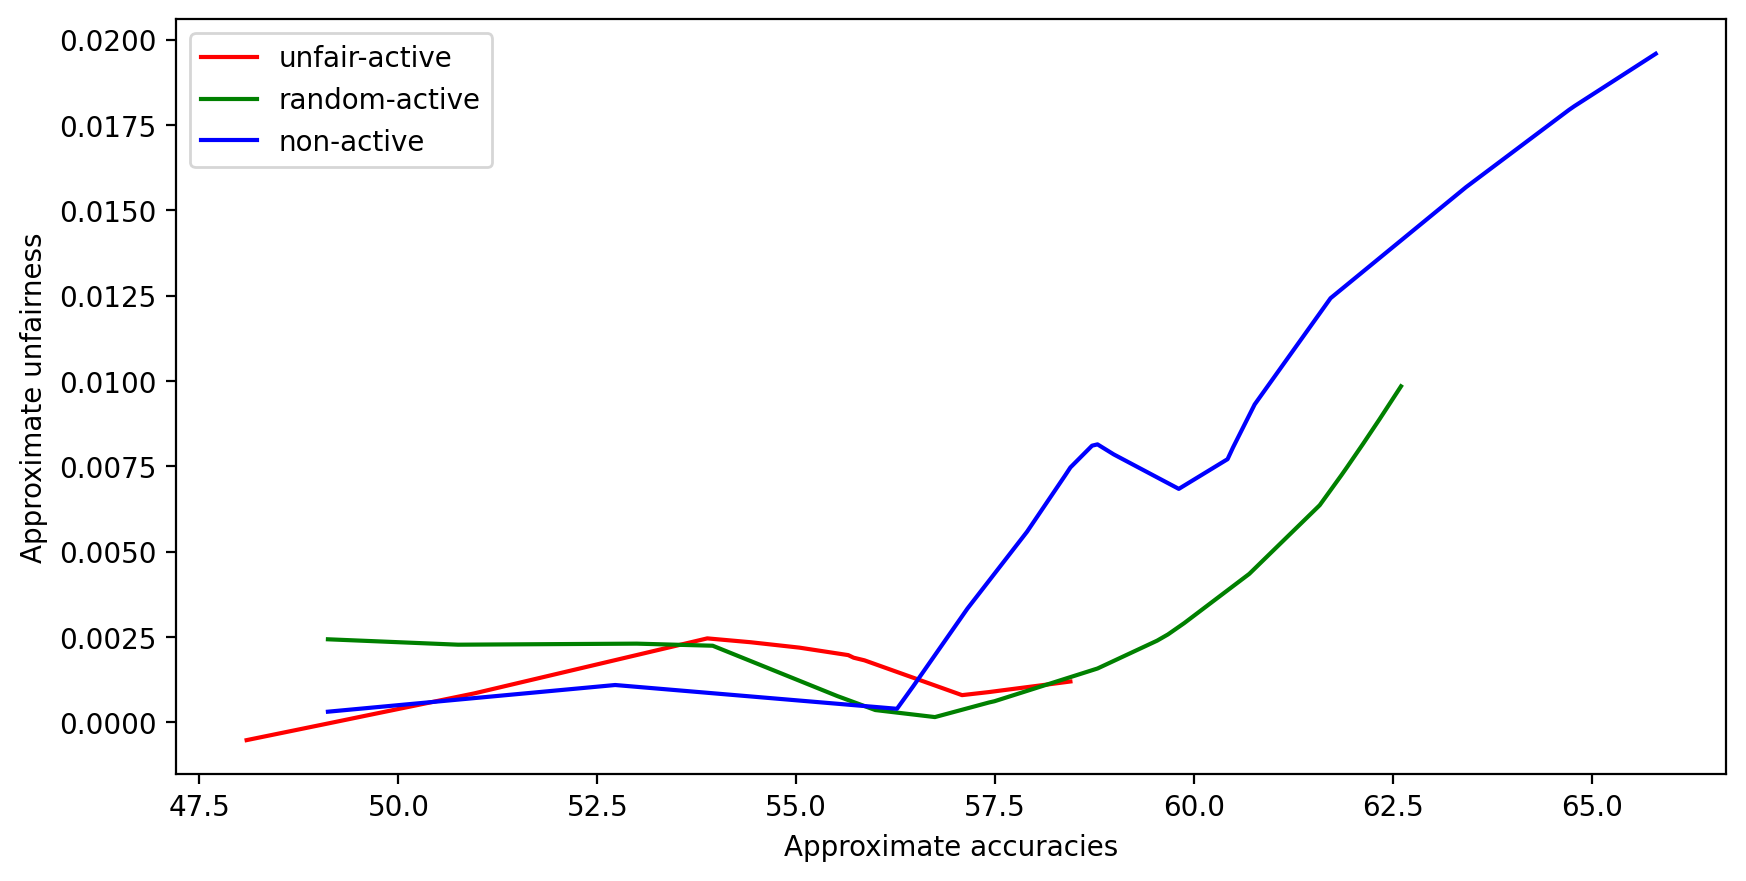 unfair-active
random-active
non-active
0.0200
0.0175
0.0150
0.0125
0.0100
0.0075
0.0050
0.0025
0.0000
Approximate unfairness
47.5 50.0 52.5 55.0 57.5 60.0 62.5 65.0
Approximate accuracies